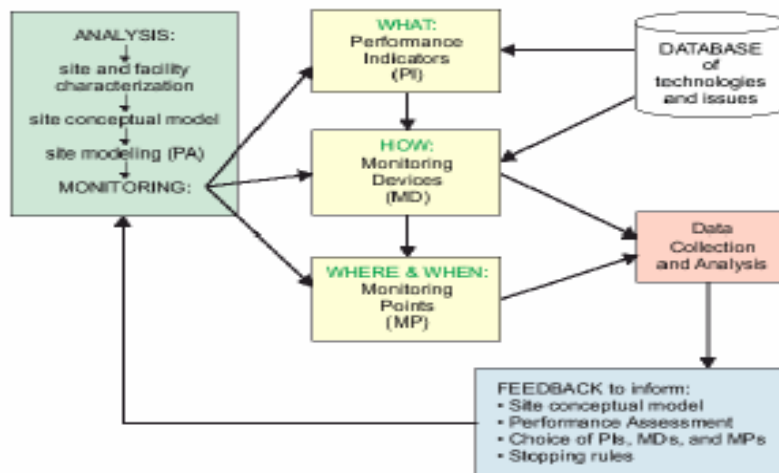 ANALYSIS:
site and facility
characterization
site conceptual model
site modeling (PA)
MONITORING:
WHAT:
Performance
Indicators
(PI)
HOW:
Monitoring
Devices
(MD)
WHERE & WHEN:
Monitoring
Points
(MP)
DATABASE
of
technologies
and issues
Data
Collection
and Analysis
FEEDBACK to inform:
• Site conceptual model
• Performance Assessment
• Choice of PIs, MDs, and MPs
• Stopping rules